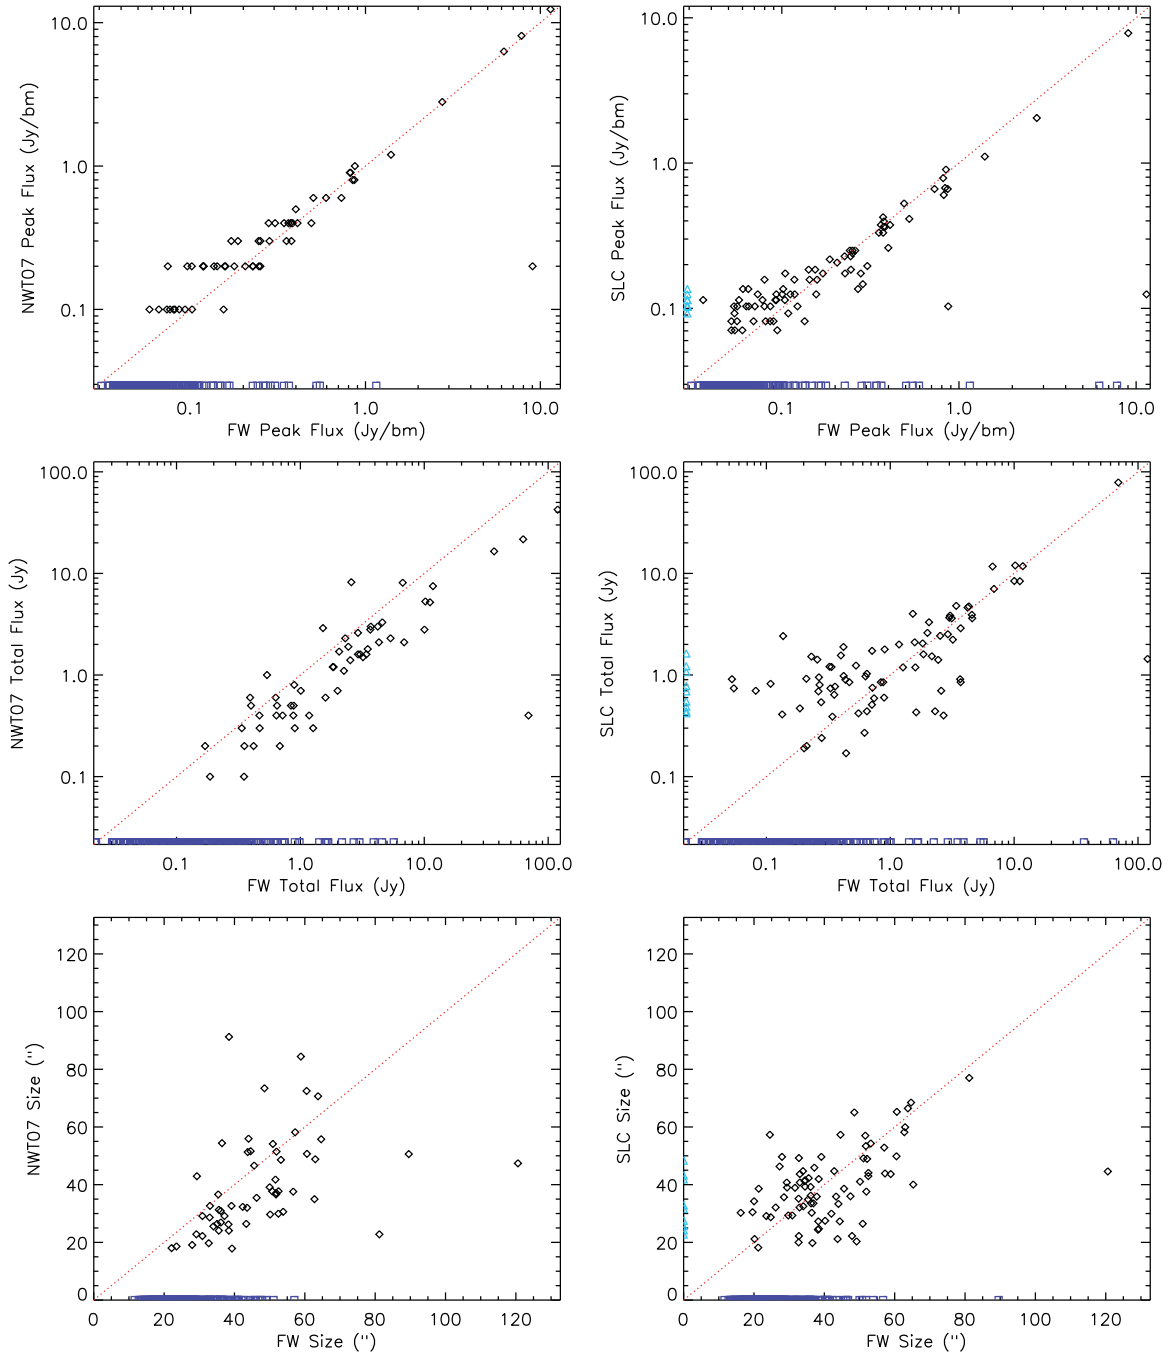 10.0
1.0
0.1
NWT07 Peak Flux (Jy/bm)
0.1 1.0 10.0
FW Peak Flux (Jy/bm)
10.0
1.0
0.1
SLC Peak Flux (Jy/bm)
0.1 1.0 10.0
FW Peak Flux (Jy/bm)
100.0
10.0
1.0
0.1
NWT07 Total Flux (Jy)
0.1 1.0 10.0 100.0
FW Total Flux (Jy)
100.0
10.0
1.0
0.1
SLC Total Flux (Jy)
0.1 1.0 10.0 100.0
FW Total Flux (Jy)
120
100
80
60
40
20
0
NWT07 Size (")
0 20 40 60 80 100 120
FW Size (")
120
100
80
60
40
20
0
SLC Size (")
0 20 40 60 80 100 120
FW Size (")